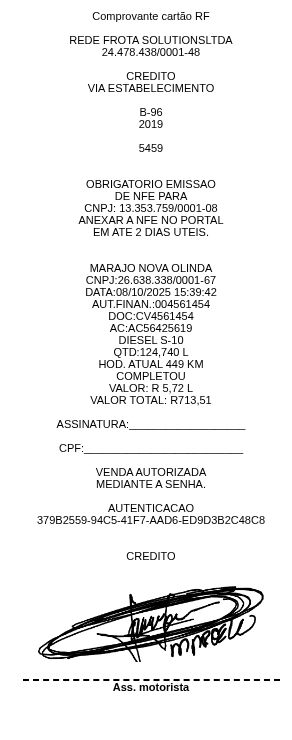 Comprovante cartão RF
REDE FROTA SOLUTIONSLTDA
24.478.438/0001-48
CREDITO
VIA ESTABELECIMENTO
B-96
2019
5459
OBRIGATORIO EMISSAO
DE NFE PARA
CNPJ: 13.353.759/0001-08
ANEXAR A NFE NO PORTAL
EM ATE 2 DIAS UTEIS.
MARAJO NOVA OLINDA
CNPJ:26.638.338/0001-67
DATA:08/10/2025 15:39:42
AUT.FINAN.:004561454
DOC:CV4561454
AC:AC56425619
DIESEL S-10
QTD:124,740 L
HOD. ATUAL 449 KM
COMPLETOU
VALOR: R 5,72 L
VALOR TOTAL: R713,51
ASSINATURA:___________________
CPF:__________________________
VENDA AUTORIZADA
MEDIANTE A SENHA.
AUTENTICACAO
379B2559-94C5-41F7-AAD6-ED9D3B2C48C8
CREDITO
Ass. motorista